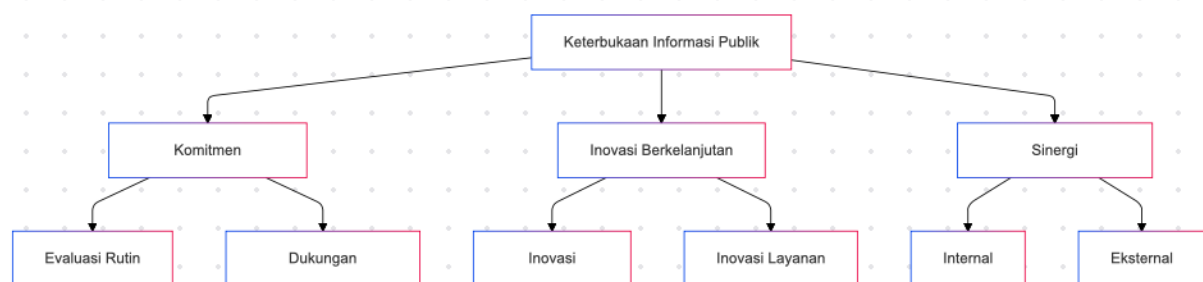 Keterbukaan Informasi Publik
Komitmen
Inovasi Berkelanjutan
Sinergi
Evaluasi Rutin
Dukungan
Inovasi
Inovasi Layanan
Internal
Eksternal